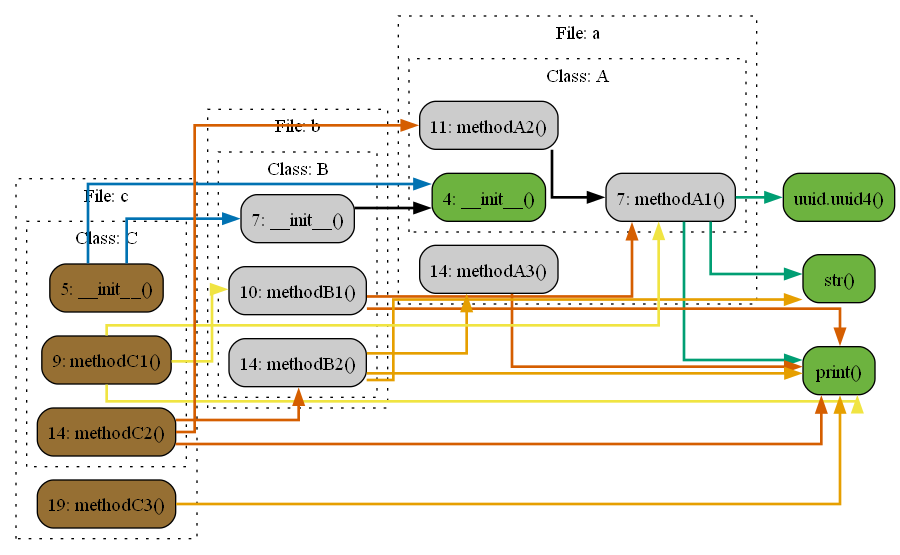 File: a
Class: A
11: methodA2()
File: b
Class: B
4: __init__()
7: methodA1()
uuid.uuid4()
File: c
7: __init__()
Class: C
14: methodA3()
str()
5: __init__()
10: methodB1()
9: methodC1()
14: methodB2()
print()
14: methodC2()
19: methodC3()